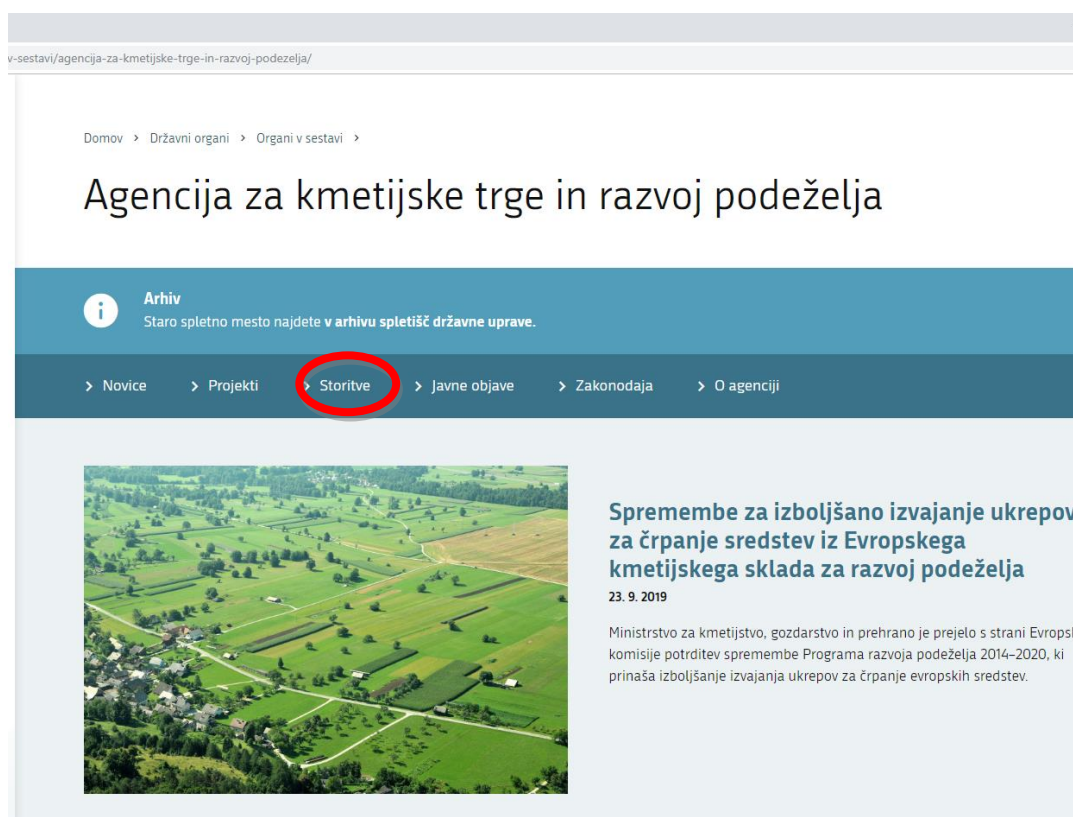 v-sestavi/agencija-za-kmetijske-trge-in-razvoj-podezelja/
Domov > Državni organi > Organi v sestavi >
Agencija za kmetijske trge in razvoj podeželja
Arhiv
Staro spletno mesto najdete v arhivu spletišč državne uprave.
> Novice > Projekti > Storitve > Javne objave > Zakonodaja > O agenciji
Spremembe za izboljšano izvajanje ukrepov
za črpanje sredstev iz Evropskega
kmetijskega sklada za razvoj podeželja
23. 9. 2019
Ministrstvo za kmetijstvo, gozdarstvo in prehrano je prejelo s strani Evrops
komisije potrditev spremembe Programa razvoja podeželja 2014–2020, ki
prinaša izboljšanje izvajanja ukrepov za črpanje evropskih sredstev.